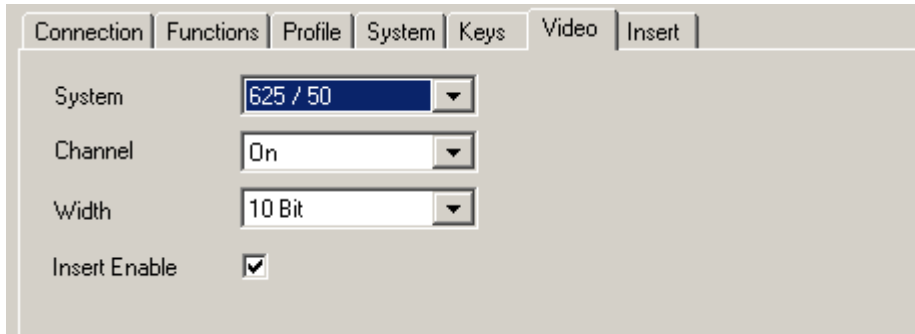 Connection Functions Profile System Keys Video Insert
System 625 / 50
Channel On
Width 10 Bit
Insert Enable